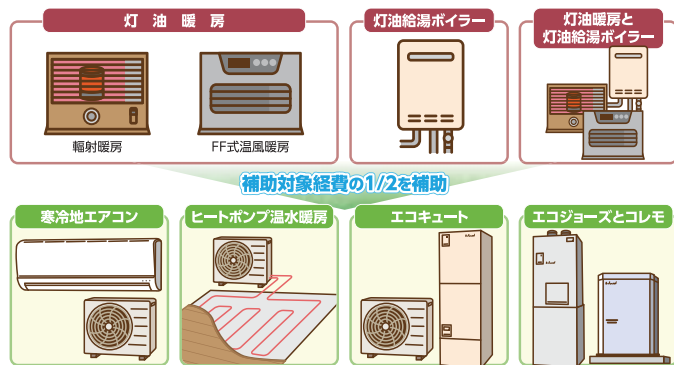 灯油暖房
灯油給湯ボイラー
灯油暖房と
灯油給湯ボイラー
輻射暖房
FF式温風暖房
補助対象経費の1/2を補助
寒冷地エアコン
ヒートポンプ温水暖房
エコキュート
エコジョーズとコレモ